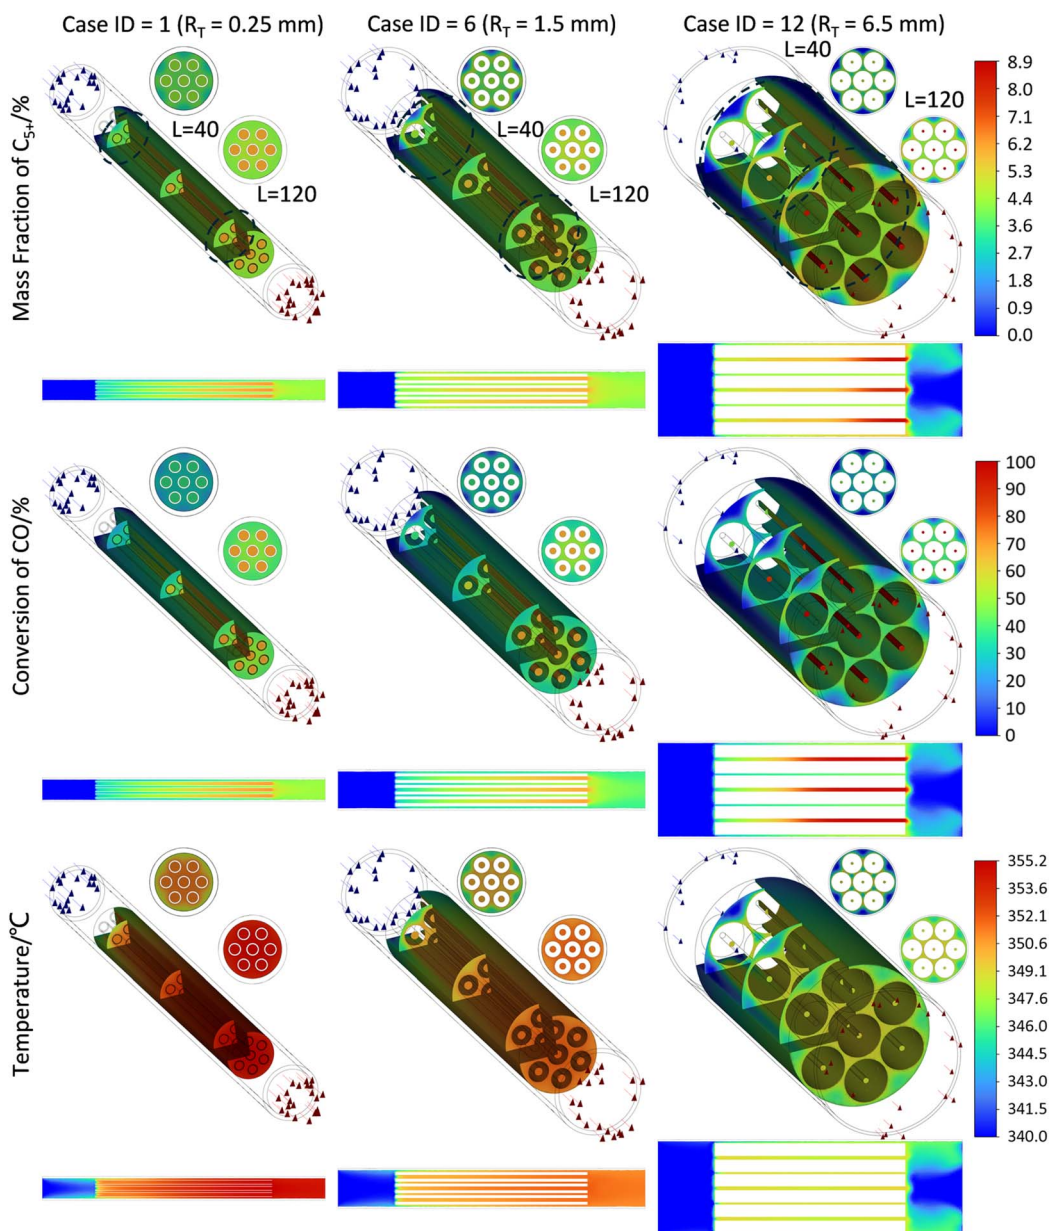 Case ID = 1 (R_T = 0.25 mm)
Case ID = 6 (R_T = 1.5 mm)
Case ID = 12 (R_T = 6.5 mm)
Mass Fraction of C_5+/%
L=40
L=120
L=40
L=120
L=40
L=120
8.9
8.0
7.1
6.2
5.3
4.4
3.6
2.7
1.8
0.9
0.0
Conversion of CO/%
100
90
80
70
60
50
40
30
20
10
0
Temperature/°C
355.2
353.6
352.1
350.6
349.1
347.6
346.0
344.5
343.0
341.5
340.0